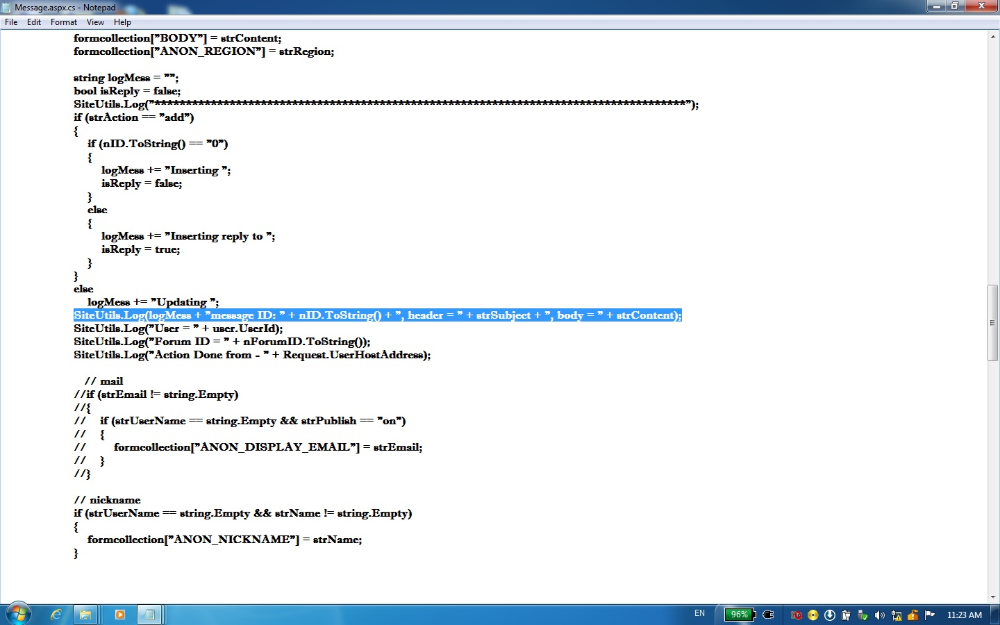 Message.aspx.cs - Notepad
File Edit Format View Help
formcollection["BODY"] = strContent;
formcollection["ANON_REGION"] = strRegion;
string logMess = "";
bool isReply = false;
SiteUtils.Log("*************************************************************************************");
if (strAction == "add")
{
if (nID.ToString() == "0")
{
logMess += "Inserting ";
isReply = false;
}
else
{
logMess += "Inserting reply to ";
isReply = true;
}
}
else
logMess += "Updating ";
SiteUtils.Log(logMess + "message ID: " + nID.ToString() + ", header = " + strSubject + ", body = " + strContent);
SiteUtils.Log("User = " + user.UserId);
SiteUtils.Log("Forum ID = " + nForumID.ToString());
SiteUtils.Log("Action Done from - " + Request.UserHostAddress);
// mail
//if (strEmail != string.Empty)
//{
// if (strUserName == string.Empty && strPublish == "on")
// {
// formcollection["ANON_DISPLAY_EMAIL"] = strEmail;
// }
//}
// nickname
if (strUserName == string.Empty && strName != string.Empty)
{
formcollection["ANON_NICKNAME"] = strName;
}
EN 96% 11:23 AM